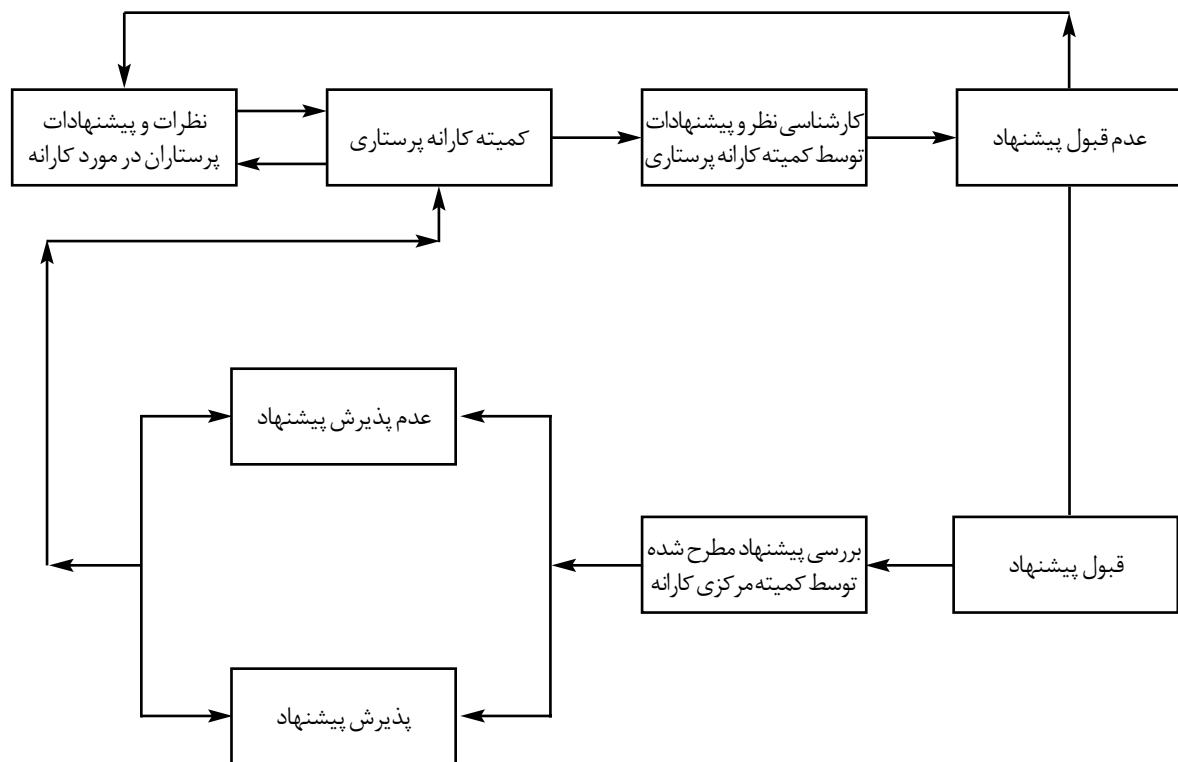 نظرات و پیشنهادات
پرستاران در مورد کارانه
کمیته کارانه پرستاری
کارشناسی نظر و پیشنهادات
توسط کمیته کارانه پرستاری
عدم قبول پیشنهاد
عدم پذیرش پیشنهاد
بررسی پیشنهاد مطرح شده
توسط کمیته مرکزی کارانه
قبول پیشنهاد
پذیرش پیشنهاد